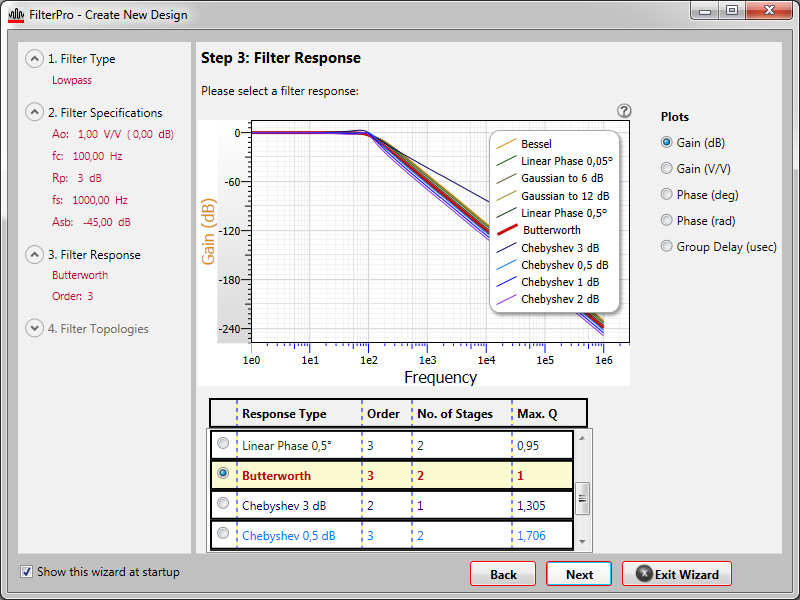 FilterPro - Create New Design
1. Filter Type
Lowpass
2. Filter Specifications
Ao: 1,00 V/V ( 0,00 dB)
fc: 100,00 Hz
Rp: 3 dB
fs: 1000,00 Hz
Asb: -45,00 dB
3. Filter Response
Butterworth
Order: 3
4. Filter Topologies
Step 3: Filter Response
Please select a filter response:
?
Gain (dB)
0
-60
-120
-180
-240
1e0 1e1 1e2 1e3 1e4 1e5 1e6
Frequency
Bessel
Linear Phase 0,05°
Gaussian to 6 dB
Gaussian to 12 dB
Linear Phase 0,5°
Butterworth
Chebyshev 3 dB
Chebyshev 0,5 dB
Chebyshev 1 dB
Chebyshev 2 dB
Plots
Gain (dB)
Gain (V/V)
Phase (deg)
Phase (rad)
Group Delay (usec)
Response Type Order No. of Stages Max. Q
Linear Phase 0,5° 3 2 0,95
Butterworth 3 2 1
Chebyshev 3 dB 2 1 1,305
Chebyshev 0,5 dB 3 2 1,706
Show this wizard at startup
Back
Next
Exit Wizard